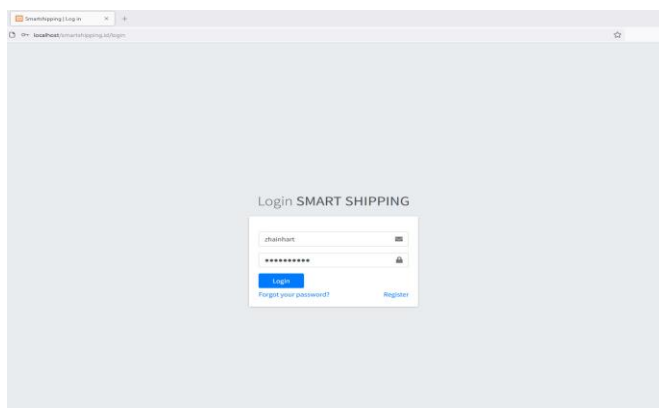 Smartshipping | Log in
localhost/smartshipping.id/login
Login SMART SHIPPING
zhainhart
Login
Forgot your password? Register